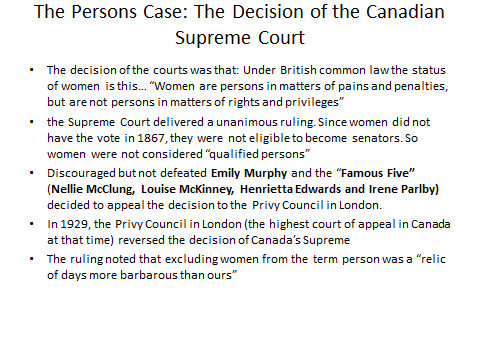 The Persons Case: The Decision of the Canadian
Supreme Court
• The decision of the courts was that: Under British common law the status
of women is this… “Women are persons in matters of pains and penalties,
but are not persons in matters of rights and privileges”
• the Supreme Court delivered a unanimous ruling. Since women did not
have the vote in 1867, they were not eligible to become senators. So
women were not considered “qualified persons”
• Discouraged but not defeated Emily Murphy and the “Famous Five”
(Nellie McClung, Louise McKinney, Henrietta Edwards and Irene Parlby)
decided to appeal the decision to the Privy Council in London.
• In 1929, the Privy Council in London (the highest court of appeal in Canada
at that time) reversed the decision of Canada’s Supreme
• The ruling noted that excluding women from the term person was a “relic
of days more barbarous than ours”